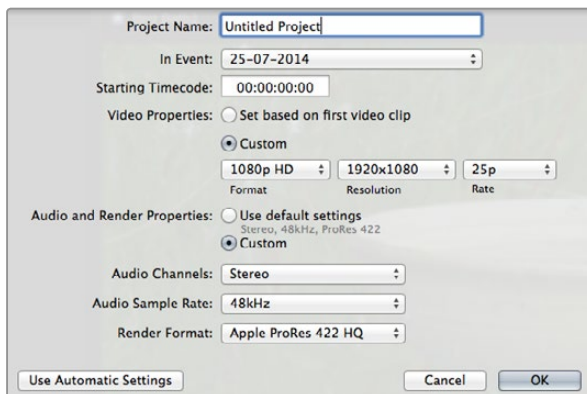 Project Name: Untitled Project
In Event: 25-07-2014
Starting Timecode: 00:00:00:00
Video Properties: Set based on first video clip
Custom
1080p HD 1920x1080 25p
Format Resolution Rate
Audio and Render Properties: Use default settings
Stereo, 48kHz, ProRes 422
Custom
Audio Channels: Stereo
Audio Sample Rate: 48kHz
Render Format: Apple ProRes 422 HQ
Use Automatic Settings Cancel OK